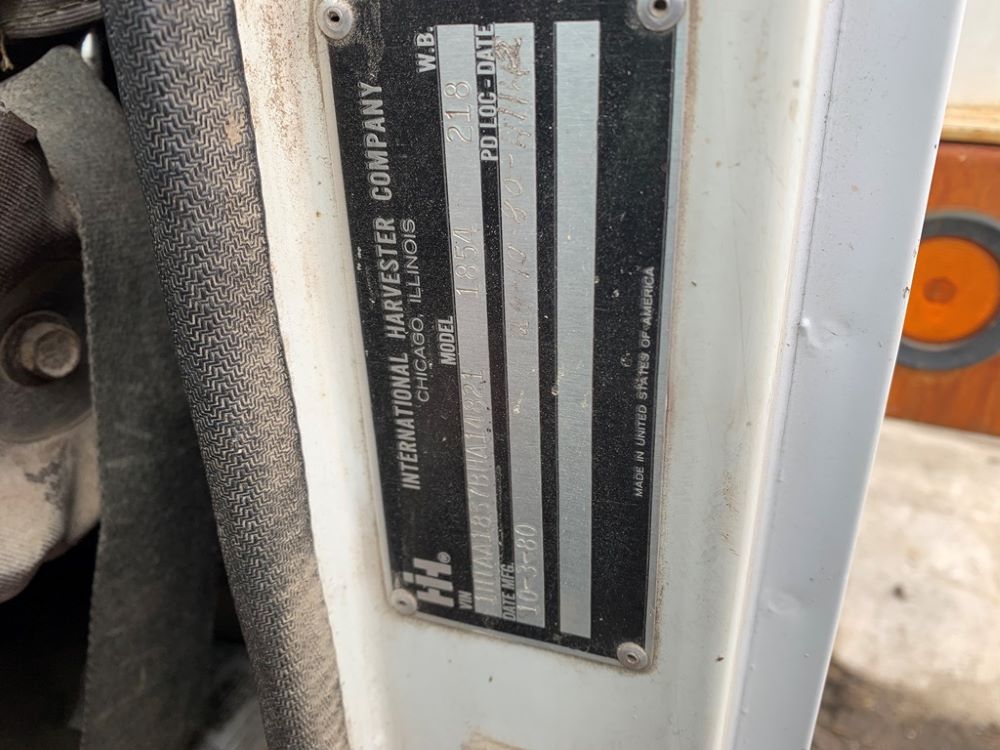 IH®
INTERNATIONAL HARVESTER COMPANY
CHICAGO, ILLINOIS
VIN MODEL W.B.
1HTAA1857BHA14821 1854 218
DATE MFG. PD LOC - DATE
10-3-80
MADE IN UNITED STATES OF AMERICA